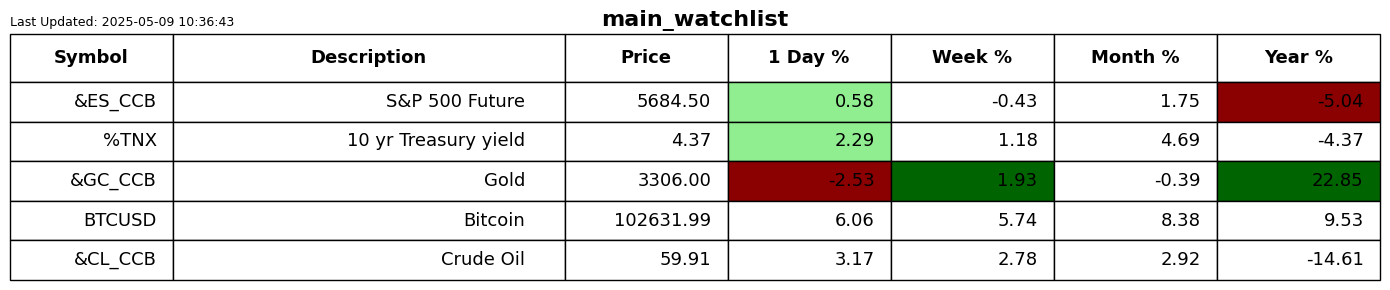 Last Updated: 2025-05-09 10:36:43
main_watchlist
Symbol Description Price 1 Day % Week % Month % Year %
&ES_CCB S&P 500 Future 5684.50 0.58 -0.43 1.75 -5.04
%TNX 10 yr Treasury yield 4.37 2.29 1.18 4.69 -4.37
&GC_CCB Gold 3306.00 -2.53 1.93 -0.39 22.85
BTCUSD Bitcoin 102631.99 6.06 5.74 8.38 9.53
&CL_CCB Crude Oil 59.91 3.17 2.78 2.92 -14.61